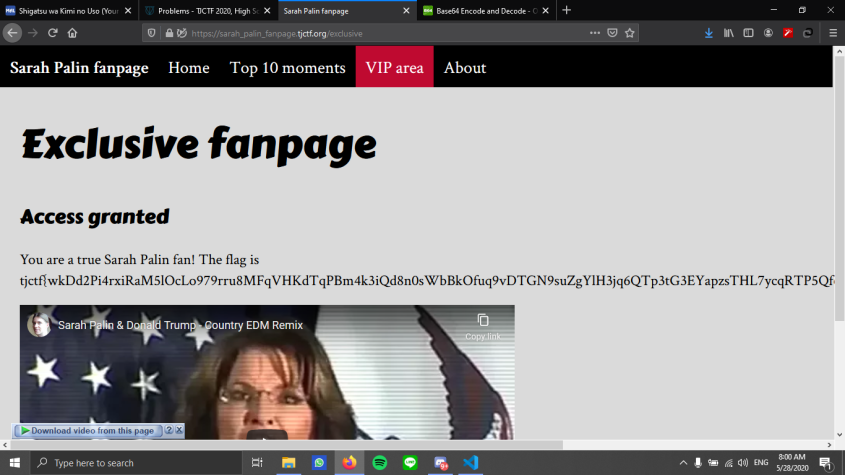 Shigatsu wa Kimi no Uso (Your
Problems - TJCTF 2020, High S
Sarah Palin fanpage
Base64 Encode and Decode - O
https://sarah_palin_fanpage.tjctf.org/exclusive
Sarah Palin fanpage Home Top 10 moments VIP area About
Exclusive fanpage
Access granted
You are a true Sarah Palin fan! The flag is
tjctf{wkDd2Pi4rxiRaM5lOcLo979rru8MFqVHKdTqPBm4k3iQd8n0sWbBkOfuq9vDTGN9suZgYlH3jq6QTp3tG3EYapzsTHL7ycqRTP5Qf
Sarah Palin & Donald Trump - Country EDM Remix
Copy link
Download video from this page ?
Type here to search
ENG
8:00 AM
5/28/2020